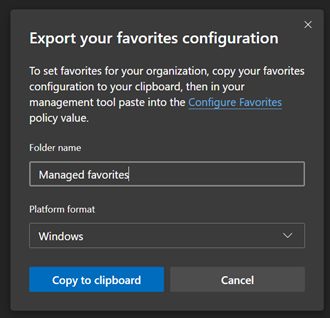 Export your favorites configuration
To set favorites for your organization, copy your favorites
configuration to your clipboard, then in your
management tool paste into the Configure Favorites
policy value.
Folder name
Managed favorites
Platform format
Windows
Copy to clipboard
Cancel